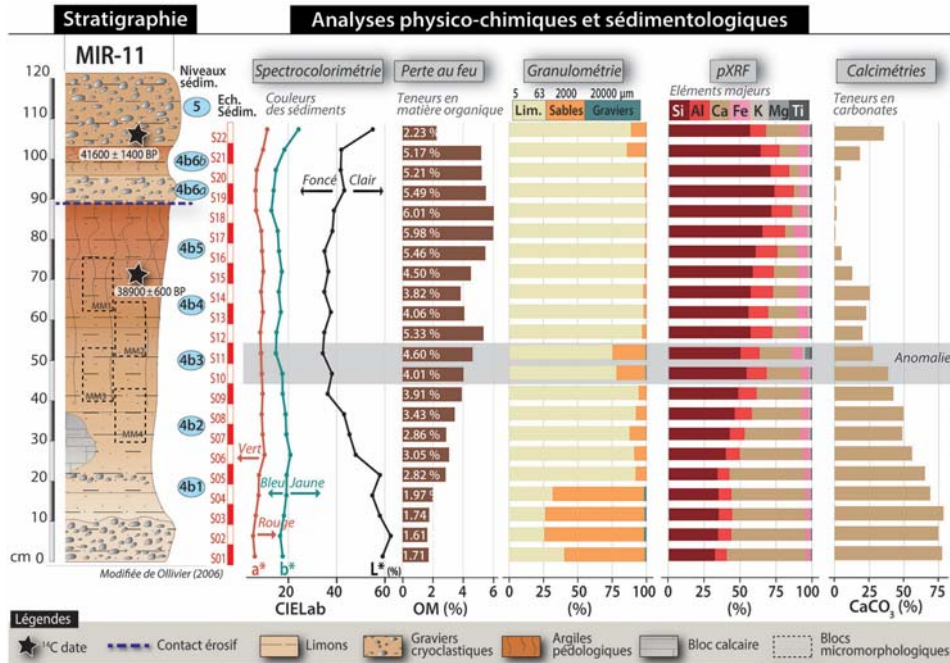 Stratigraphie
Analyses physico-chimiques et sédimentologiques
MIR-11
Niveaux
sédim.
Ech.
Sédim.
Spectrocolorimétrie
Couleurs
des sédiments
Perte au feu
Teneurs en
matière organique
Granulométrie
5 63 2000 20000 μm
Lim. Sables Graviers
pXRF
Eléments majeurs
Si Al Ca Fe K Mg Ti
Calcimétries
Teneurs en
carbonates
120
110
100
90
80
70
60
50
40
30
20
10
cm 0
41600 ± 1400 BP
38900 ± 600 BP
MM1
MM2
MM3
MM4
5
4b6b
4b6a
4b5
4b4
4b3
4b2
4b1
S22
S21
S20
S19
S18
S17
S16
S15
S14
S13
S12
S11
S10
S09
S08
S07
S06
S05
S04
S03
S02
S01
Foncé Clair
Vert
Bleu Jaune
Rouge
2.23 %
5.17 %
5.21 %
5.49 %
6.01 %
5.98 %
5.46 %
4.50 %
3.82 %
4.06 %
5.33 %
4.60 %
4.01 %
3.91 %
3.43 %
2.86 %
3.05 %
2.82 %
1.97 %
1.74
1.61
1.71
Anomalie
Modifiée de Ollivier (2006)
a* b* L* (%)
20 40 60
CIELab
0 1 2 3 4 5 6
OM (%)
0 25 50 75 100
(%)
0 25 50 75 100
(%)
0 20 40 60 80
CaCO3 (%)
Légendes
14C date
Contact érosif
Limons
Graviers
cryoclastiques
Argiles
pédologiques
Bloc calcaire
Blocs
micromorphologiques